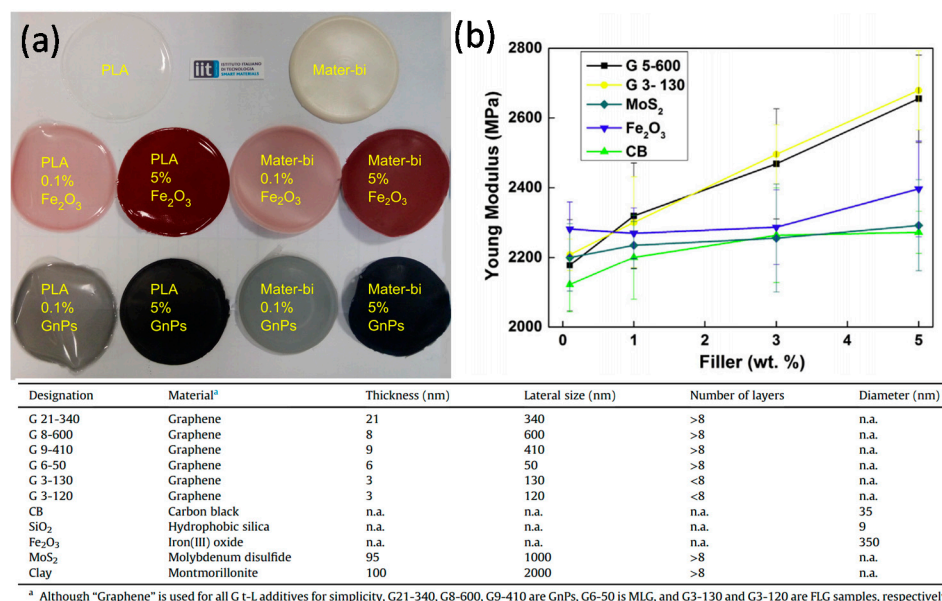 (a)
PLA
iit
ISTITUTO ITALIANO
DI TECNOLOGIA
SMART MATERIALS
Mater-bi
PLA
0.1%
Fe₂O₃
PLA
5%
Fe₂O₃
Mater-bi
0.1%
Fe₂O₃
Mater-bi
5%
Fe₂O₃
PLA
0.1%
GnPs
PLA
5%
GnPs
Mater-bi
0.1%
GnPs
Mater-bi
5%
GnPs
(b)
2800
2600
2400
2200
2000
Young Modulus (MPa)
G 5-600
G 3- 130
MoS₂
Fe₂O₃
CB
0 1 2 3 4 5
Filler (wt. %)
Designation Materialᵃ Thickness (nm) Lateral size (nm) Number of layers Diameter (nm)
G 21-340 Graphene 21 340 >8 n.a.
G 8-600 Graphene 8 600 >8 n.a.
G 9-410 Graphene 9 410 >8 n.a.
G 6-50 Graphene 6 50 >8 n.a.
G 3-130 Graphene 3 130 <8 n.a.
G 3-120 Graphene 3 120 <8 n.a.
CB Carbon black n.a. n.a. n.a. 35
SiO₂ Hydrophobic silica n.a. n.a. n.a. 9
Fe₂O₃ Iron(III) oxide n.a. n.a. n.a. 350
MoS₂ Molybdenum disulfide 95 1000 >8 n.a.
Clay Montmorillonite 100 2000 >8 n.a.
ᵃ Although "Graphene" is used for all G t-L additives for simplicity, G21-340, G8-600, G9-410 are GnPs, G6-50 is MLG, and G3-130 and G3-120 are FLG samples, respectively